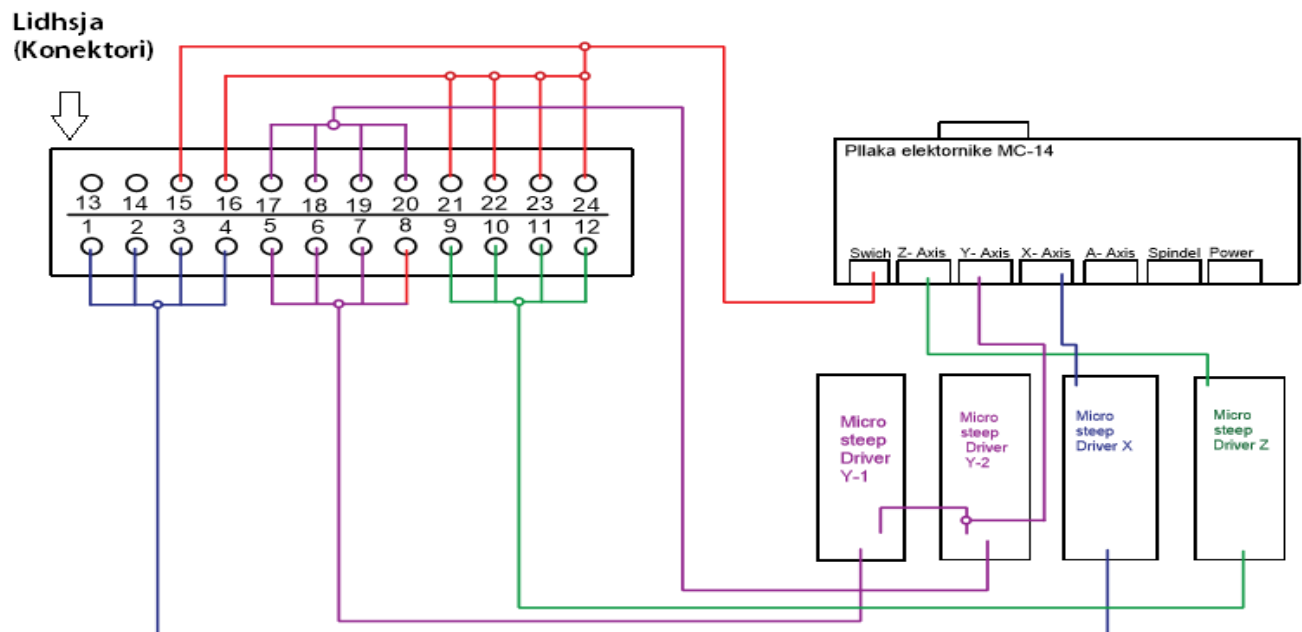 Lidhsja
(Konektori)
13 14 15 16 17 18 19 20 21 22 23 24
1 2 3 4 5 6 7 8 9 10 11 12
Pllaka elektornike MC-14
Swich Z- Axis Y- Axis X- Axis A- Axis Spindel Power
Micro
steep
Driver
Y-1
Micro
steep
Driver
Y-2
Micro
steep
Driver X
Micro
steep
Driver Z